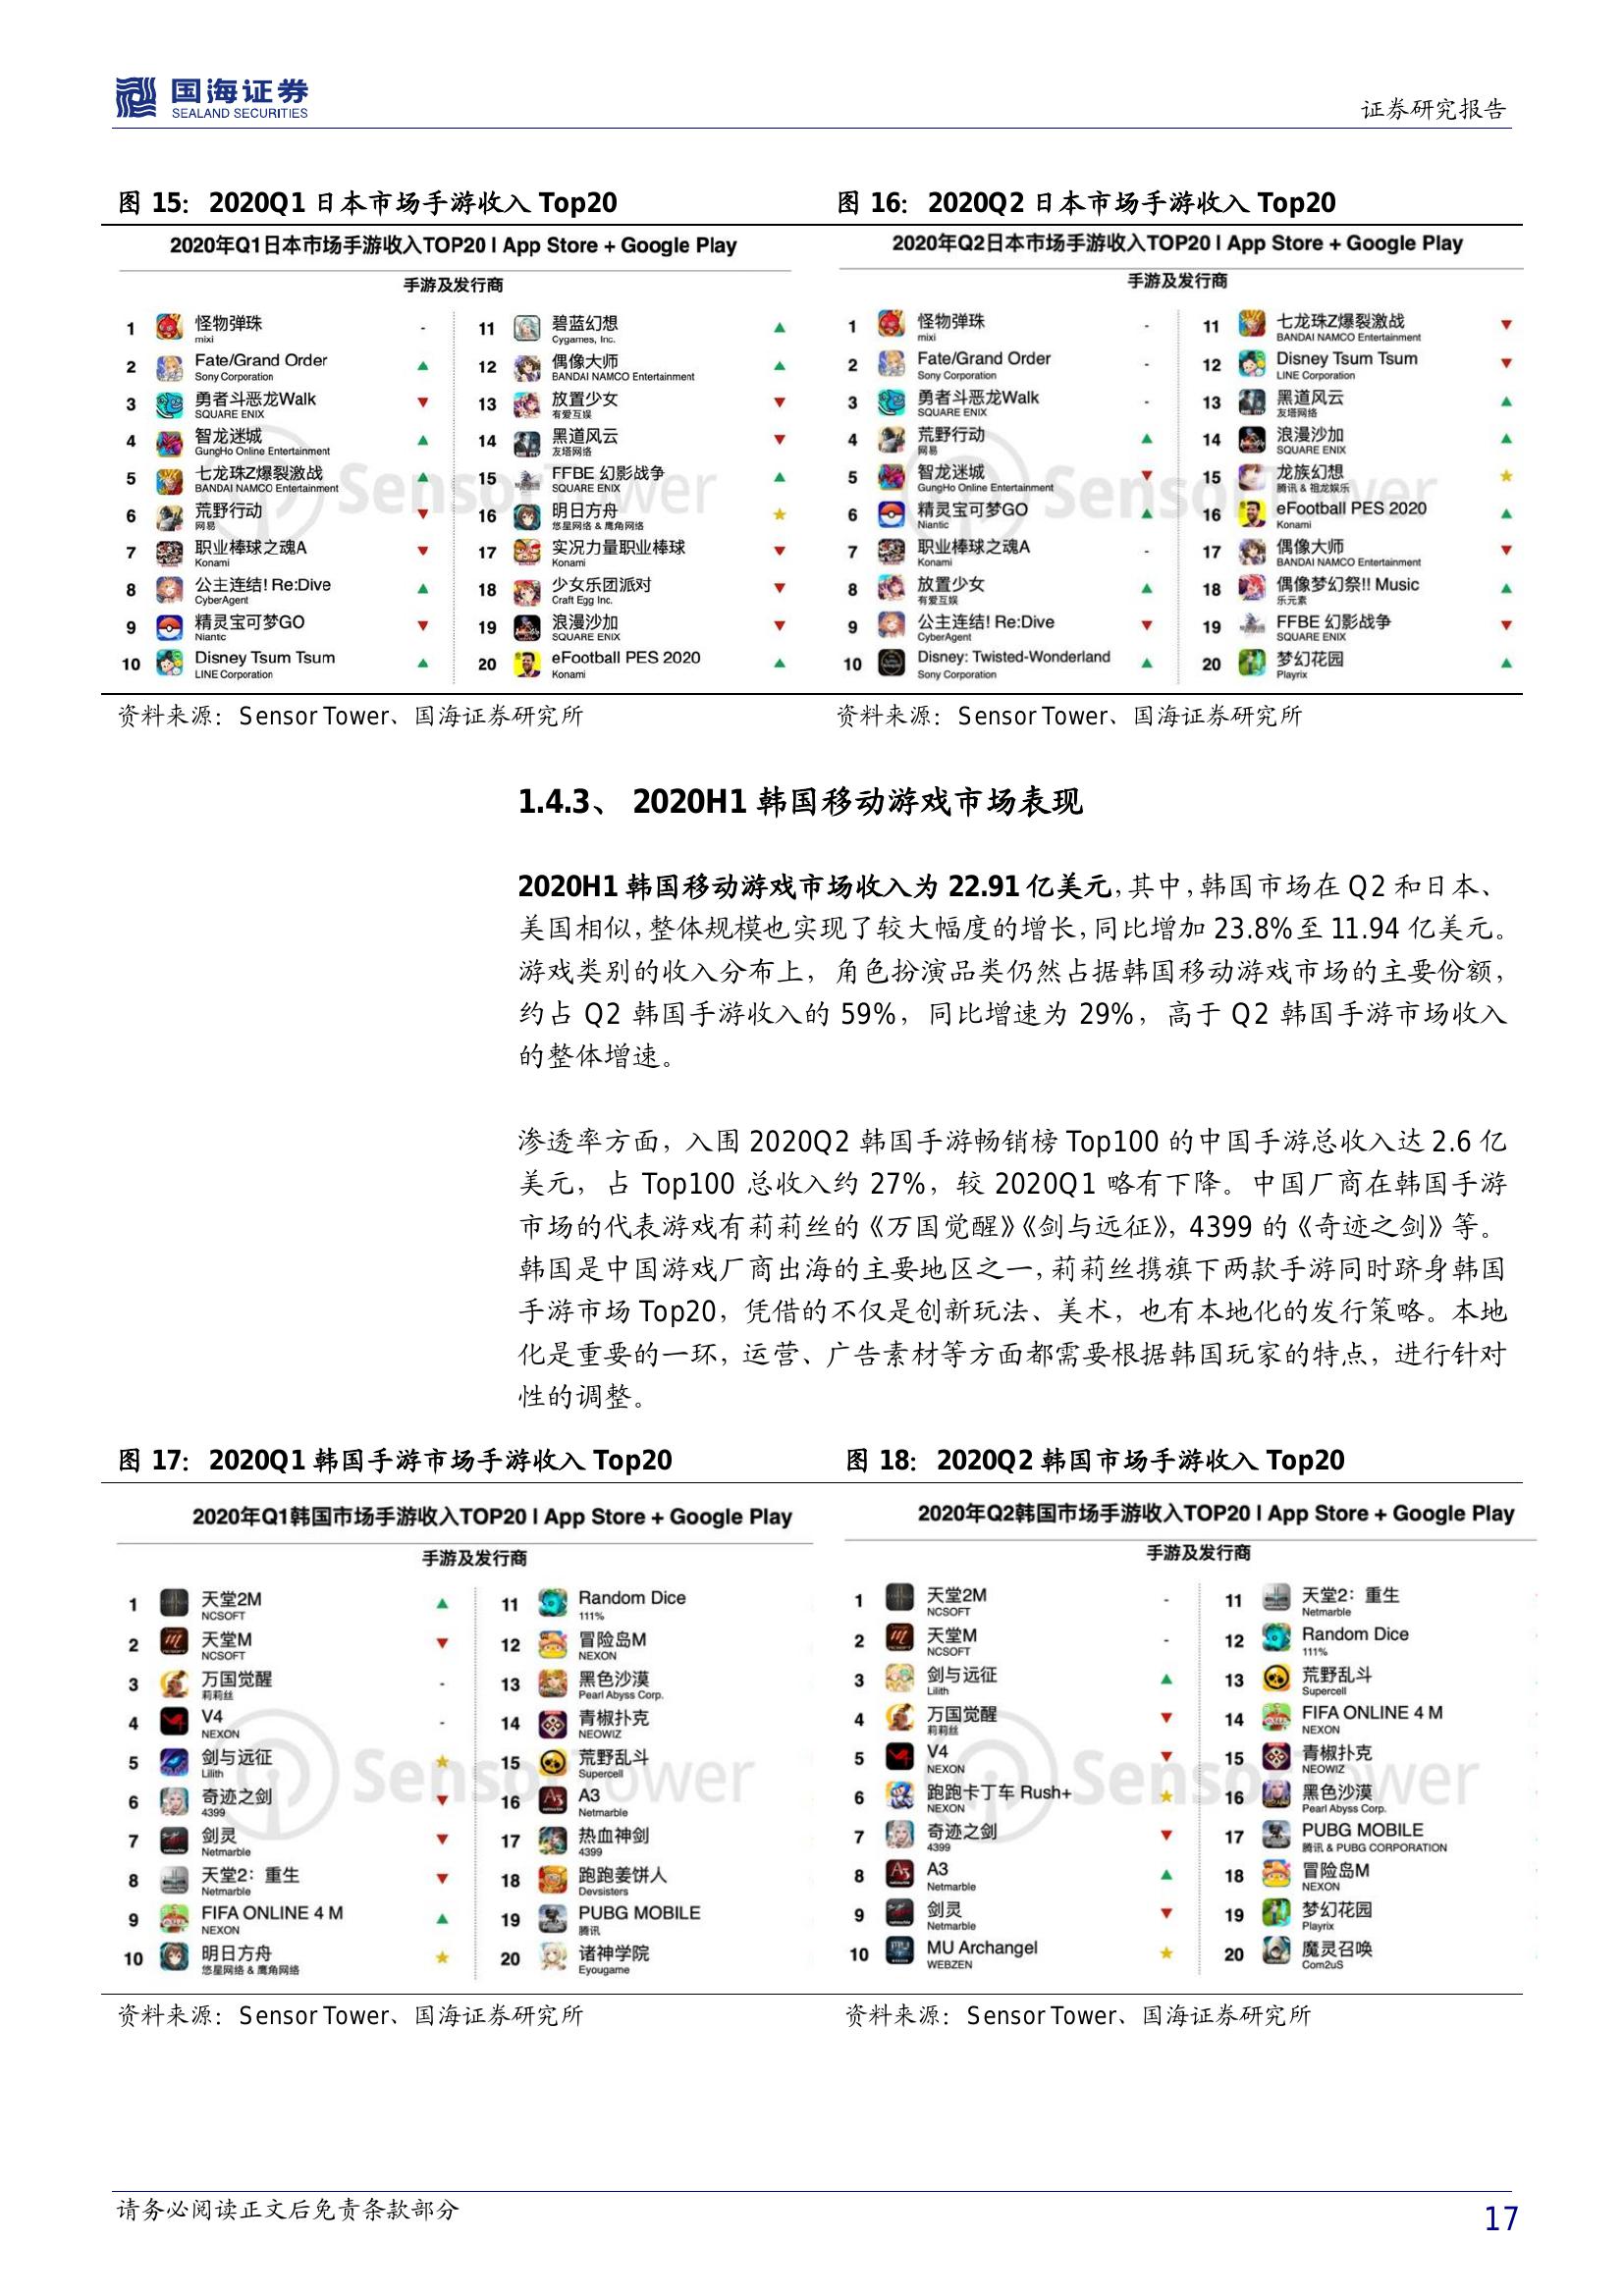 国海证券
SEALAND SECURITIES
证券研究报告
图 15： 2020Q1 日本市场手游收入 Top20
2020年Q1日本市场手游收入TOP20 | App Store + Google Play
手游及发行商
1 怪物弹珠 -
mixi
2 Fate/Grand Order ▲
Sony Corporation
3 勇者斗恶龙Walk ▼
SQUARE ENIX
4 智龙迷城 ▲
GungHo Online Entertainment
5 七龙珠Z爆裂激战 ▲
BANDAI NAMCO Entertainment
6 荒野行动 ▼
网易
7 职业棒球之魂A ▼
Konami
8 公主连结! Re:Dive ▲
CyberAgent
9 精灵宝可梦GO ▼
Niantic
10 Disney Tsum Tsum ▲
LINE Corporation
11 碧蓝幻想 ▲
Cygames, Inc.
12 偶像大师 ▲
BANDAI NAMCO Entertainment
13 放置少女 ▼
有爱互娱
14 黑道风云 ▼
友塔网络
15 FFBE 幻影战争 ▲
SQUARE ENIX
16 明日方舟 ★
悠星网络 & 鹰角网络
17 实况力量职业棒球 ▼
Konami
18 少女乐团派对 ▼
Craft Egg Inc.
19 浪漫沙加 ▼
SQUARE ENIX
20 eFootball PES 2020 ▲
Konami
SensorTower
资料来源：Sensor Tower、国海证券研究所
图 16： 2020Q2 日本市场手游收入 Top20
2020年Q2日本市场手游收入TOP20 | App Store + Google Play
手游及发行商
1 怪物弹珠 -
mixi
2 Fate/Grand Order -
Sony Corporation
3 勇者斗恶龙Walk -
SQUARE ENIX
4 荒野行动 ▲
网易
5 智龙迷城 ▼
GungHo Online Entertainment
6 精灵宝可梦GO ▲
Niantic
7 职业棒球之魂A -
Konami
8 放置少女 ▲
有爱互娱
9 公主连结! Re:Dive ▼
CyberAgent
10 Disney: Twisted-Wonderland ▲
Sony Corporation
11 七龙珠Z爆裂激战 ▼
BANDAI NAMCO Entertainment
12 Disney Tsum Tsum ▼
LINE Corporation
13 黑道风云 ▲
友塔网络
14 浪漫沙加 ▲
SQUARE ENIX
15 龙族幻想 ★
腾讯 & 祖龙娱乐
16 eFootball PES 2020 ▲
Konami
17 偶像大师 ▼
BANDAI NAMCO Entertainment
18 偶像梦幻祭!! Music ▲
乐元素
19 FFBE 幻影战争 ▼
SQUARE ENIX
20 梦幻花园 ▲
Playrix
SensorTower
资料来源：Sensor Tower、国海证券研究所
1.4.3、 2020H1 韩国移动游戏市场表现
2020H1 韩国移动游戏市场收入为 22.91 亿美元，其中，韩国市场在 Q2 和日本、
美国相似，整体规模也实现了较大幅度的增长，同比增加 23.8%至 11.94 亿美元。
游戏类别的收入分布上，角色扮演品类仍然占据韩国移动游戏市场的主要份额，
约占 Q2 韩国手游收入的 59%，同比增速为 29%，高于 Q2 韩国手游市场收入
的整体增速。
渗透率方面，入围 2020Q2 韩国手游畅销榜 Top100 的中国手游总收入达 2.6 亿
美元，占 Top100 总收入约 27%，较 2020Q1 略有下降。中国厂商在韩国手游
市场的代表游戏有莉莉丝的《万国觉醒》《剑与远征》，4399 的《奇迹之剑》等。
韩国是中国游戏厂商出海的主要地区之一，莉莉丝携旗下两款手游同时跻身韩国
手游市场 Top20，凭借的不仅是创新玩法、美术，也有本地化的发行策略。本地
化是重要的一环，运营、广告素材等方面都需要根据韩国玩家的特点，进行针对
性的调整。
图 17： 2020Q1 韩国手游市场手游收入 Top20
2020年Q1韩国市场手游收入TOP20 | App Store + Google Play
手游及发行商
1 天堂2M ▲
NCSOFT
2 天堂M ▼
NCSOFT
3 万国觉醒 -
莉莉丝
4 V4 -
NEXON
5 剑与远征 ★
Lilith
6 奇迹之剑 ▼
4399
7 剑灵 ▼
Netmarble
8 天堂2：重生 ▼
Netmarble
9 FIFA ONLINE 4 M ▲
NEXON
10 明日方舟 ★
悠星网络 & 鹰角网络
11 Random Dice
111%
12 冒险岛M
NEXON
13 黑色沙漠
Pearl Abyss Corp.
14 青椒扑克
NEOWIZ
15 荒野乱斗
Supercell
16 A3
Netmarble
17 热血神剑
4399
18 跑跑姜饼人
Devsisters
19 PUBG MOBILE
腾讯
20 诸神学院
Eyougame
SensorTower
资料来源：Sensor Tower、国海证券研究所
图 18： 2020Q2 韩国市场手游收入 Top20
2020年Q2韩国市场手游收入TOP20 | App Store + Google Play
手游及发行商
1 天堂2M -
NCSOFT
2 天堂M -
NCSOFT
3 剑与远征 ▲
Lilith
4 万国觉醒 ▼
莉莉丝
5 V4 ▼
NEXON
6 跑跑卡丁车 Rush+ ★
NEXON
7 奇迹之剑 ▼
4399
8 A3 ▲
Netmarble
9 剑灵 ▼
Netmarble
10 MU Archangel ★
WEBZEN
11 天堂2：重生
Netmarble
12 Random Dice
111%
13 荒野乱斗
Supercell
14 FIFA ONLINE 4 M
NEXON
15 青椒扑克
NEOWIZ
16 黑色沙漠
Pearl Abyss Corp.
17 PUBG MOBILE
腾讯 & PUBG CORPORATION
18 冒险岛M
NEXON
19 梦幻花园
Playrix
20 魔灵召唤
Com2uS
SensorTower
资料来源：Sensor Tower、国海证券研究所
请务必阅读正文后免责条款部分
17